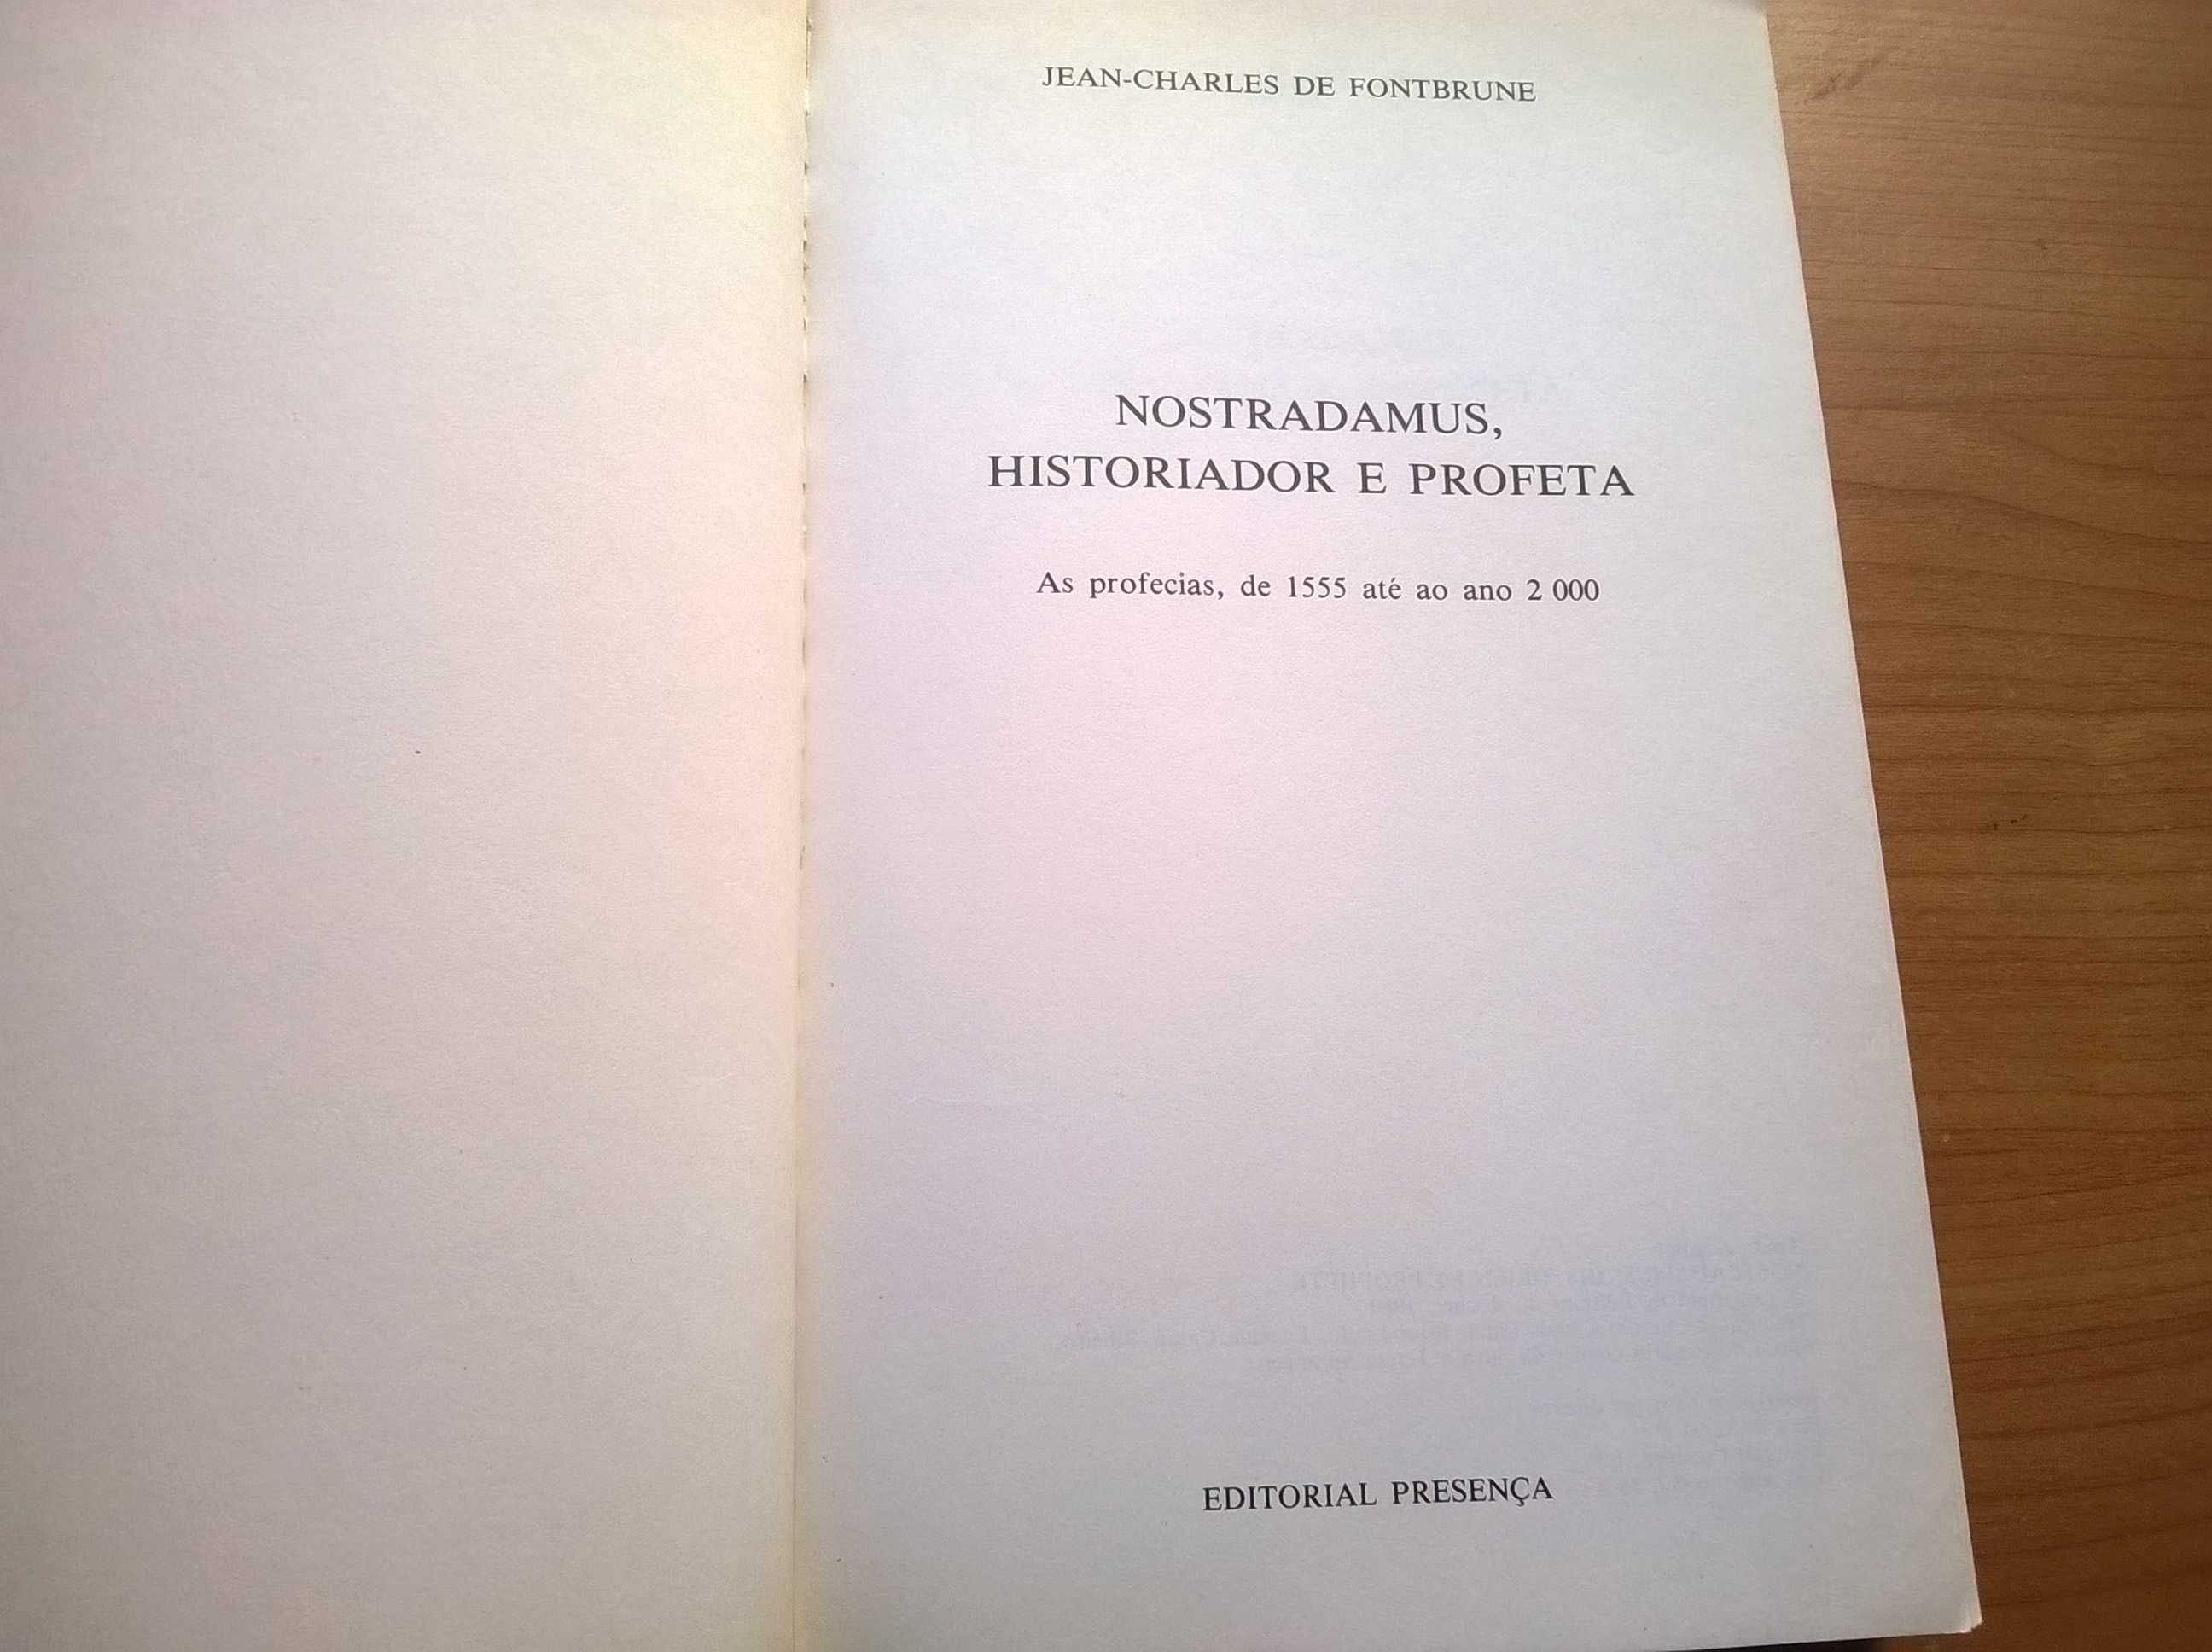 JEAN-CHARLES DE FONTBRUNE
NOSTRADAMUS,
HISTORIADOR E PROFETA
As profecias, de 1555 até ao ano 2 000
EDITORIAL PRESENÇA